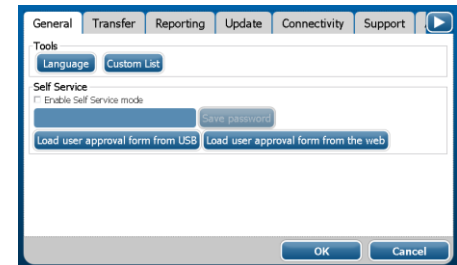 General Transfer Reporting Update Connectivity Support
Tools
Language Custom List
Self Service
Enable Self Service mode
Save password
Load user approval form from USB Load user approval form from the web
OK Cancel